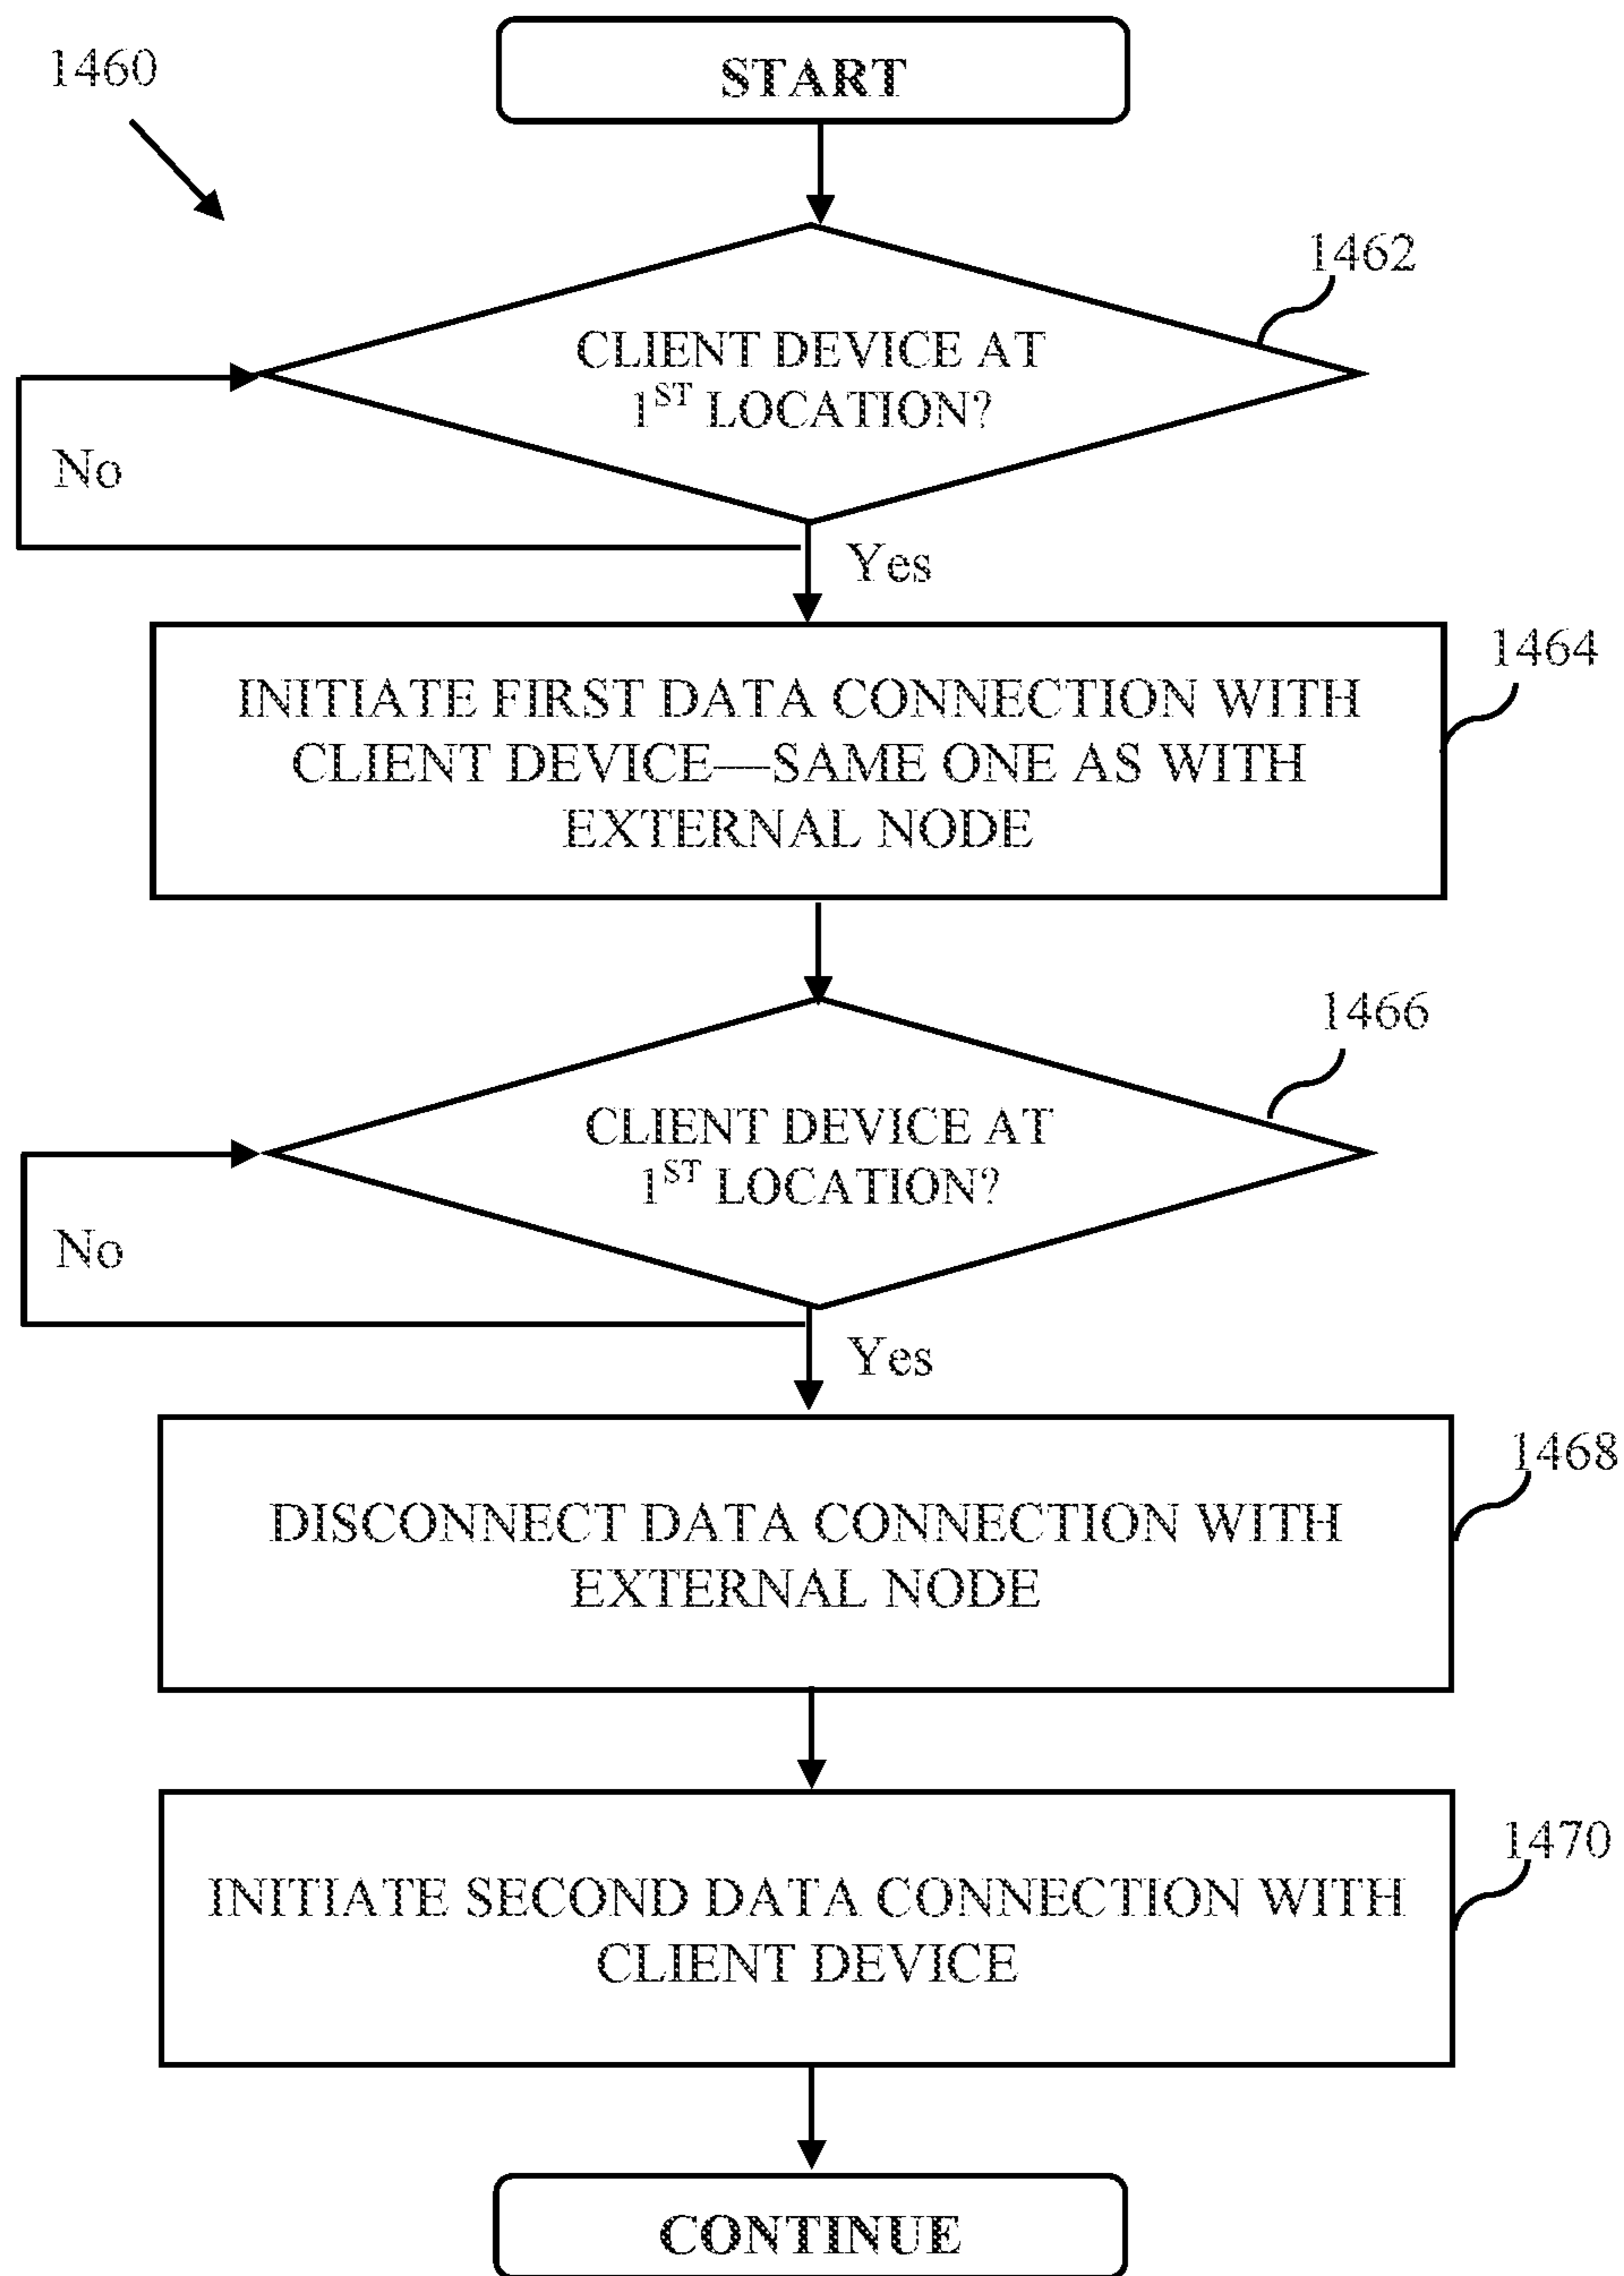 1460
START
1462
CLIENT DEVICE AT
1ST LOCATION?
No
Yes
1464
INITIATE FIRST DATA CONNECTION WITH
CLIENT DEVICE—SAME ONE AS WITH
EXTERNAL NODE
1466
CLIENT DEVICE AT
1ST LOCATION?
No
Yes
1468
DISCONNECT DATA CONNECTION WITH
EXTERNAL NODE
1470
INITIATE SECOND DATA CONNECTION WITH
CLIENT DEVICE
CONTINUE